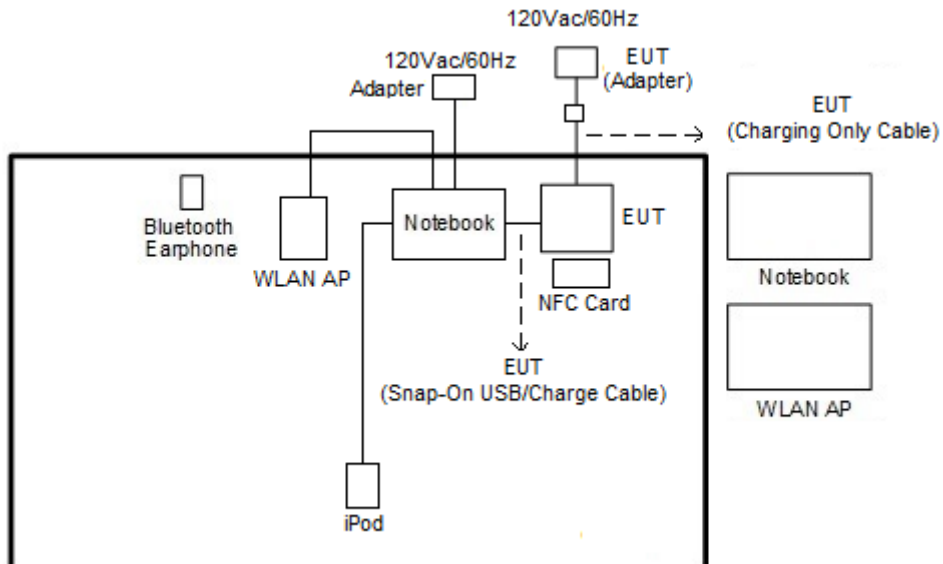 120Vac/60Hz
EUT
(Adapter)
120Vac/60Hz
Adapter
EUT
(Charging Only Cable)
Bluetooth
Earphone
WLAN AP
Notebook
EUT
NFC Card
Notebook
EUT
(Snap-On USB/Charge Cable)
WLAN AP
iPod